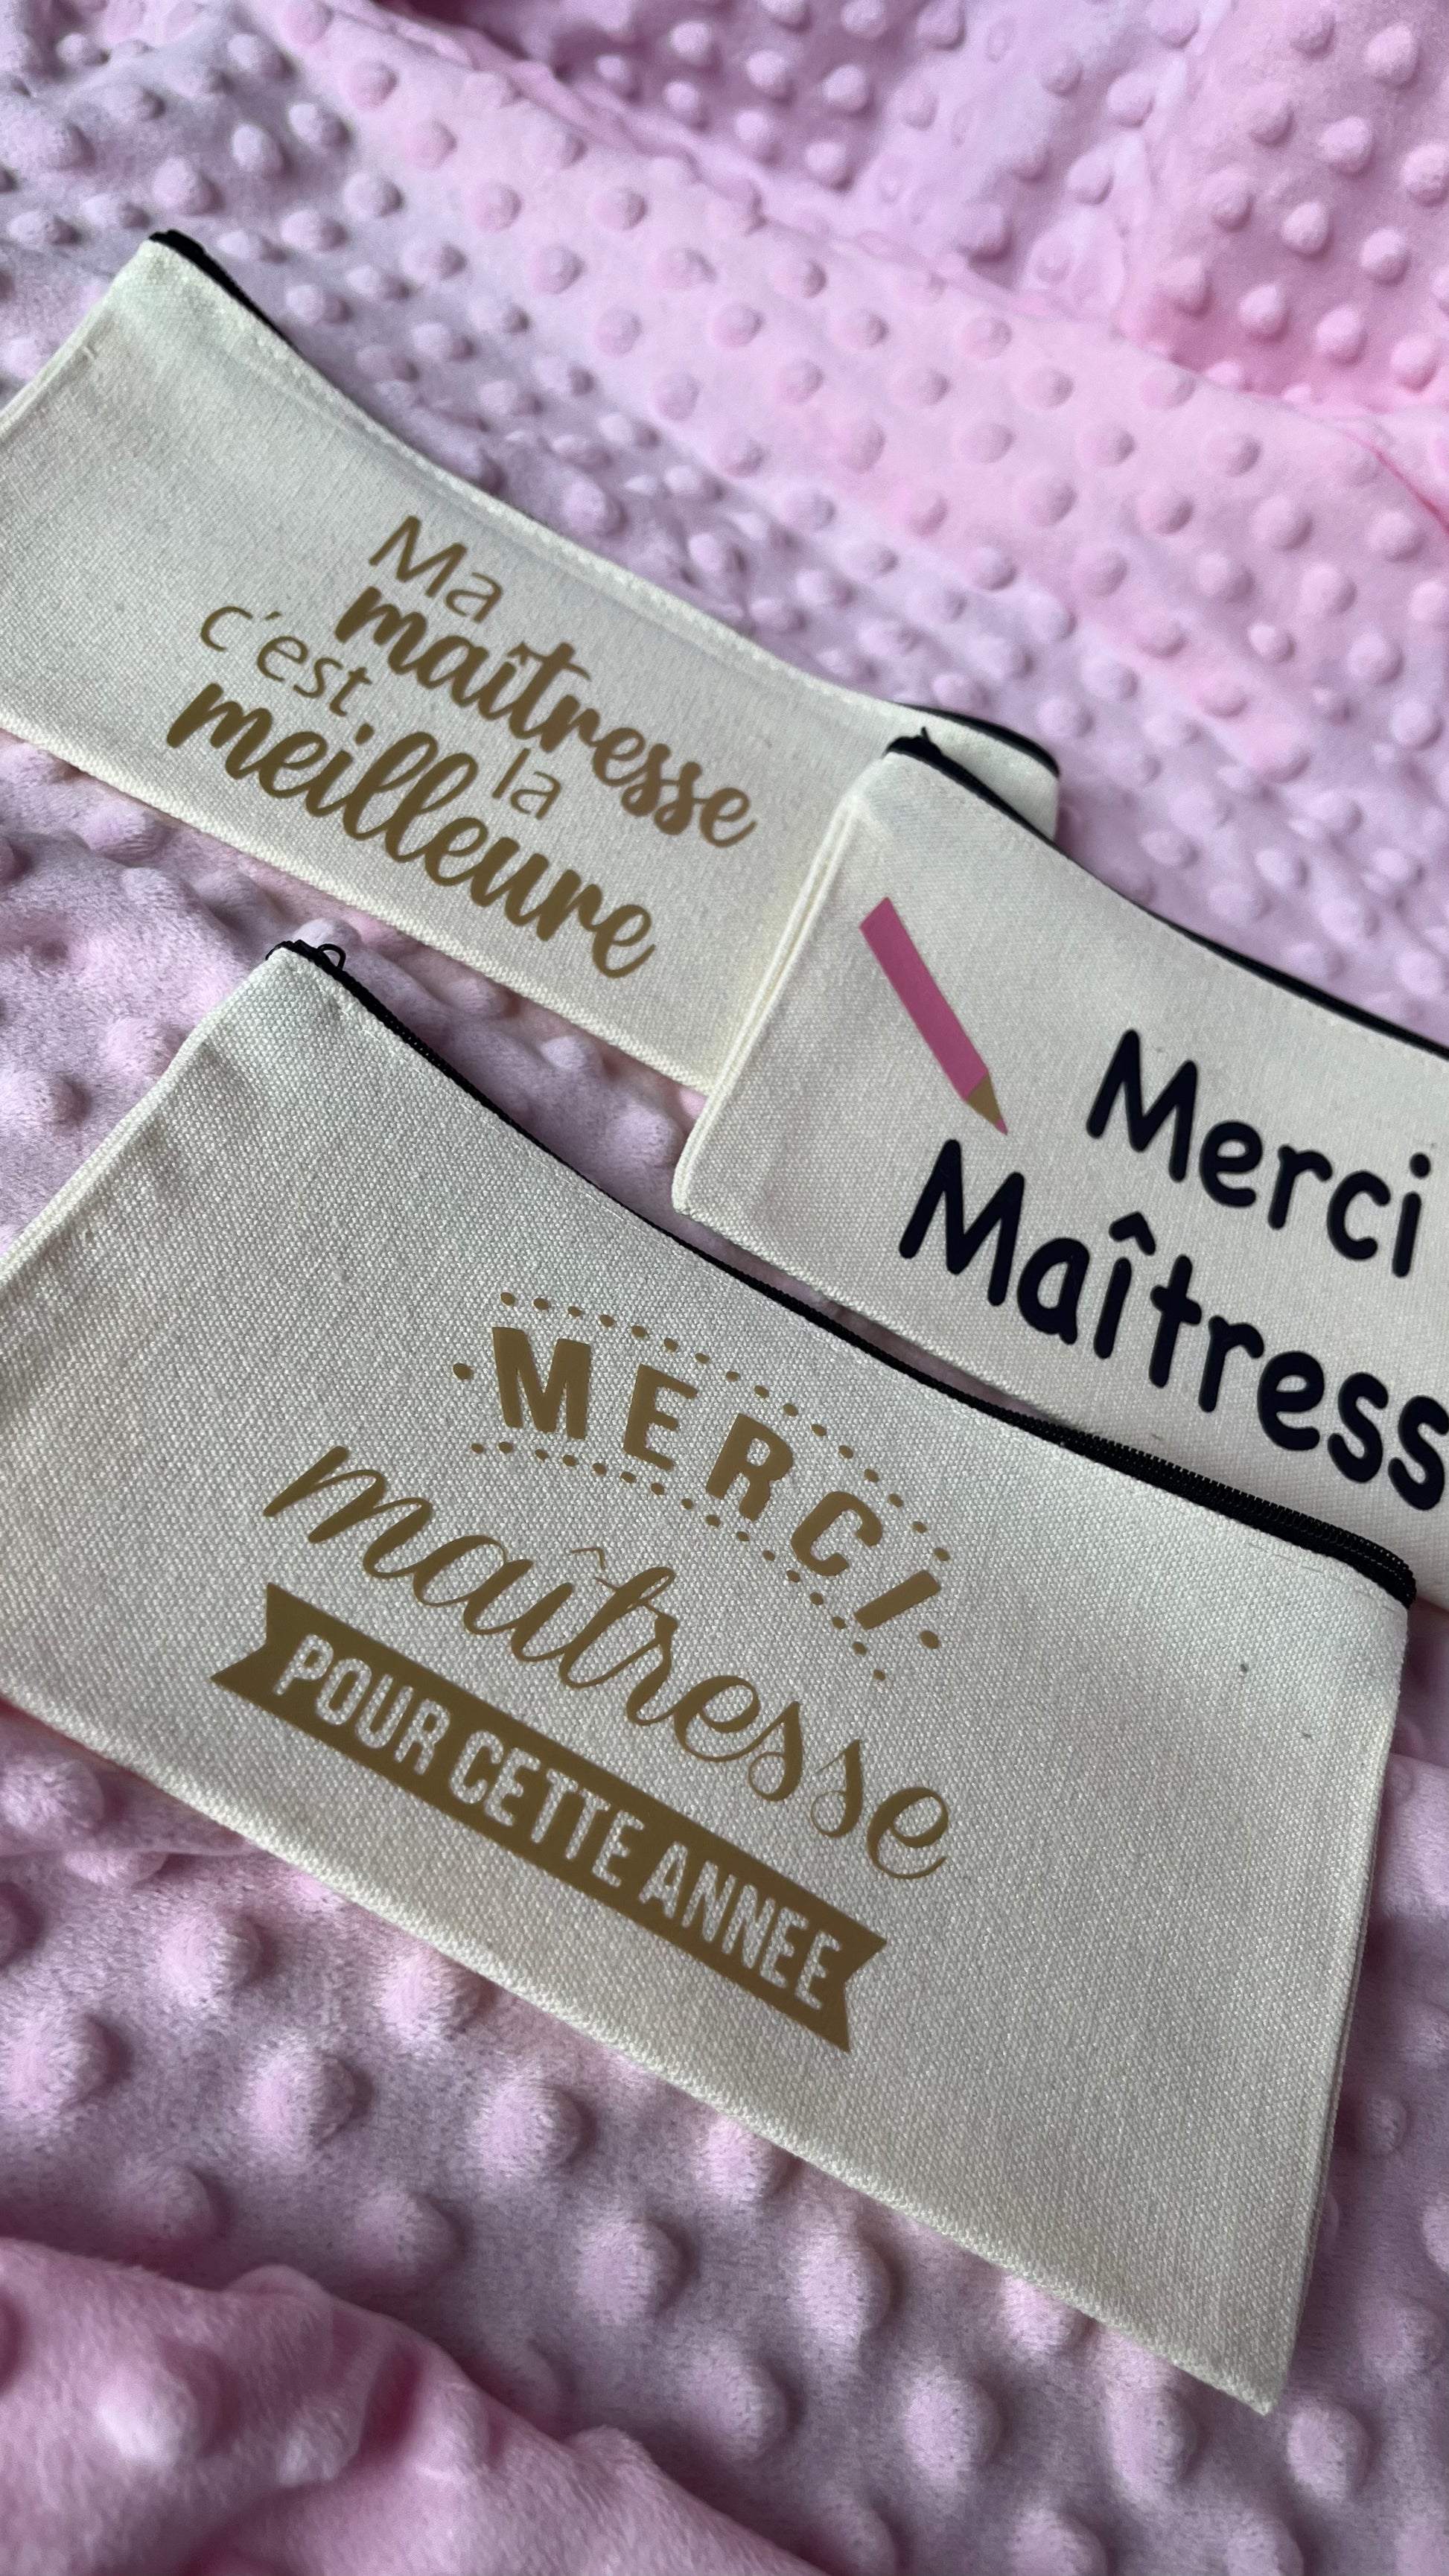 Ma
maîtresse
c'est la
meilleure
Merci
Maîtress
MERCI
maîtresse
POUR CETTE ANNEE